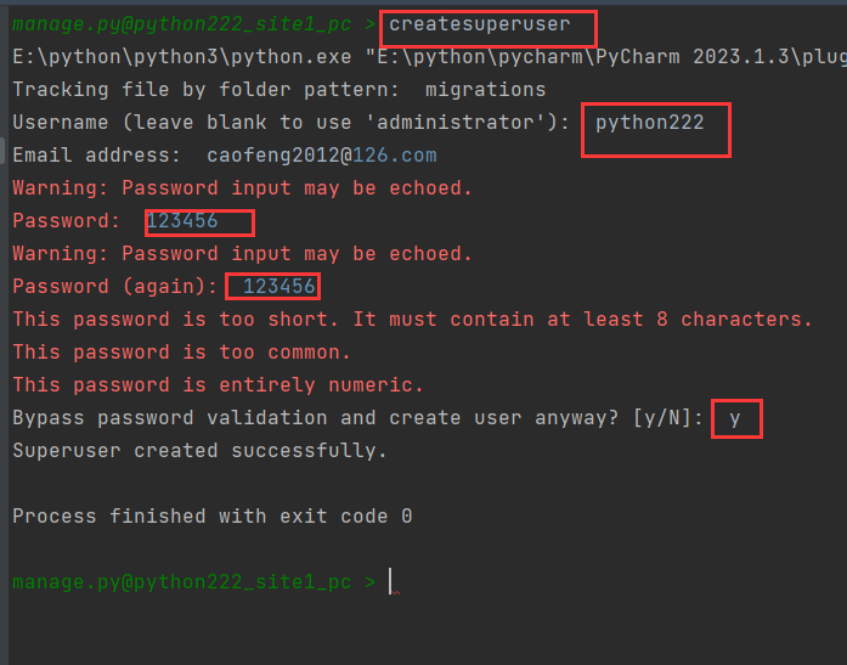 manage.py@python222_site1_pc > createsuperuser
E:\python\python3\python.exe "E:\python\pycharm\PyCharm 2023.1.3\plug
Tracking file by folder pattern:  migrations
Username (leave blank to use 'administrator'):  python222
Email address:  caofeng2012@126.com
Warning: Password input may be echoed.
Password:  123456
Warning: Password input may be echoed.
Password (again):  123456
This password is too short. It must contain at least 8 characters.
This password is too common.
This password is entirely numeric.
Bypass password validation and create user anyway? [y/N]:  y
Superuser created successfully.
Process finished with exit code 0
manage.py@python222_site1_pc >